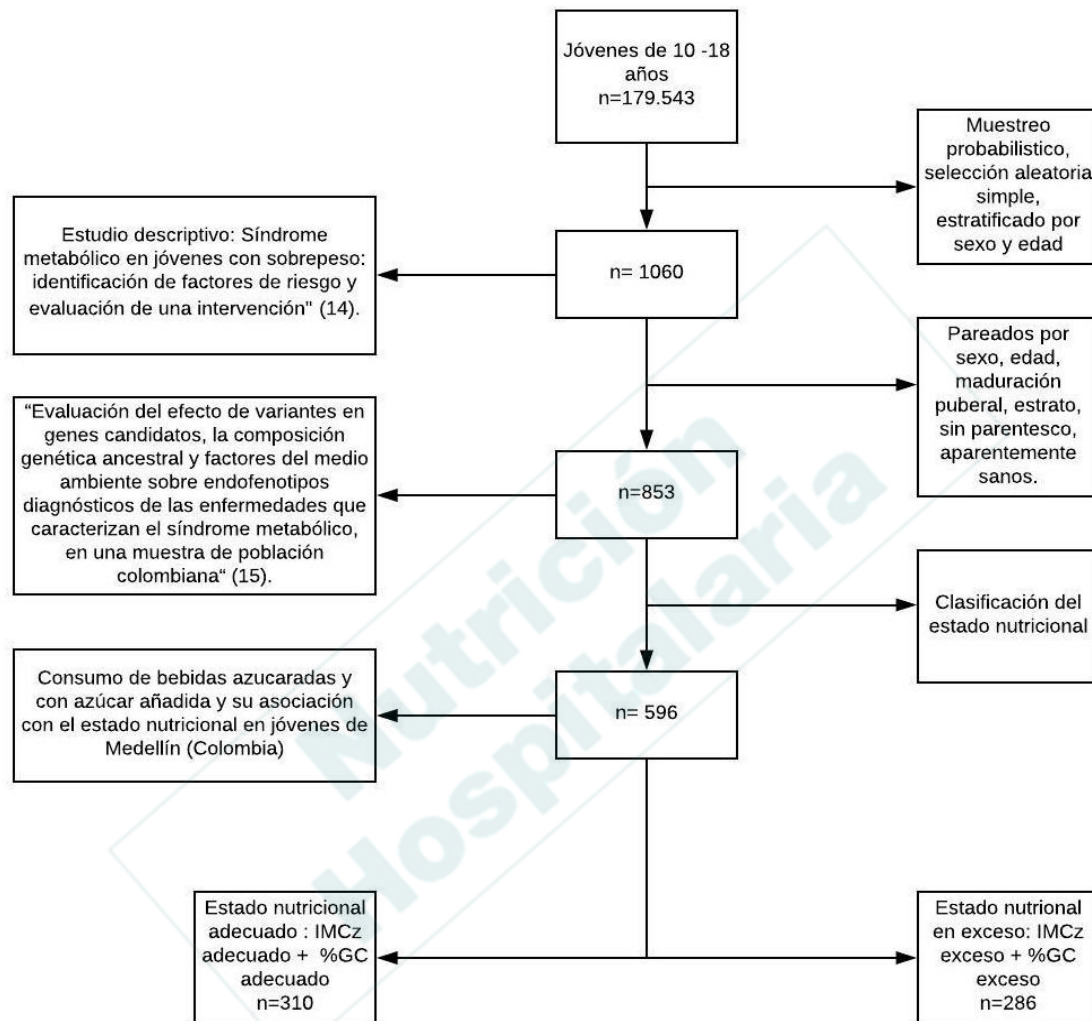 Jóvenes de 10 -18
años
n=179.543
Muestreo
probabilistico,
selección aleatoria
simple,
estratificado por
sexo y edad
Estudio descriptivo: Síndrome
metabólico en jóvenes con sobrepeso:
identificación de factores de riesgo y
evaluación de una intervención" (14).
n= 1060
Pareados por
sexo, edad,
maduración
puberal, estrato,
sin parentesco,
aparentemente
sanos.
“Evaluación del efecto de variantes en
genes candidatos, la composición
genética ancestral y factores del medio
ambiente sobre endofenotipos
diagnósticos de las enfermedades que
caracterizan el síndrome metabólico,
en una muestra de población
colombiana“ (15).
n=853
Clasificación del
estado nutricional
Consumo de bebidas azucaradas y
con azúcar añadida y su asociación
con el estado nutricional en jóvenes de
Medellín (Colombia)
n= 596
Estado nutricional
adecuado : IMCz
adecuado + %GC
adecuado
n=310
Estado nutrional
en exceso: IMCz
exceso + %GC
exceso
n=286
Nutrición
Hospitalaria